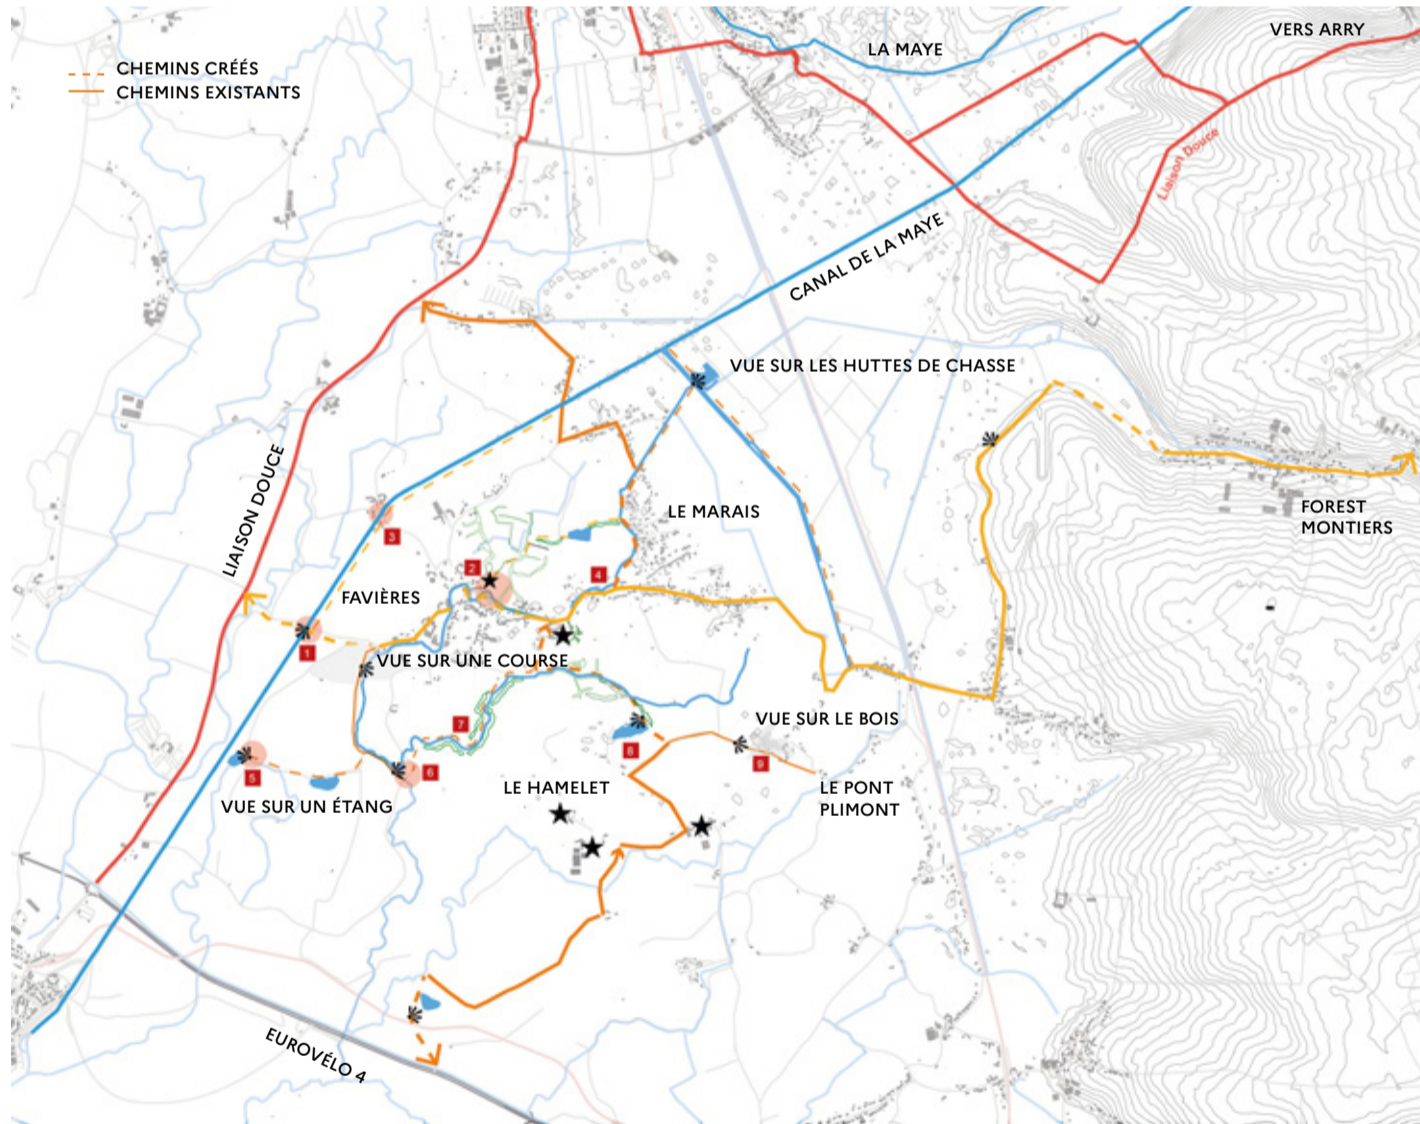 VERS ARRY
LA MAYE
CHEMINS CRÉÉS
CHEMINS EXISTANTS
Liaison Douce
CANAL DE LA MAYE
VUE SUR LES HUTTES DE CHASSE
LIAISON DOUCE
LE MARAIS
FOREST
MONTIERS
3
2
4
FAVIÈRES
1
VUE SUR UNE COURSE
7
VUE SUR LE BOIS
8
9
5
6
LE HAMELET
LE PONT
PLIMONT
VUE SUR UN ÉTANG
EUROVÉLO 4